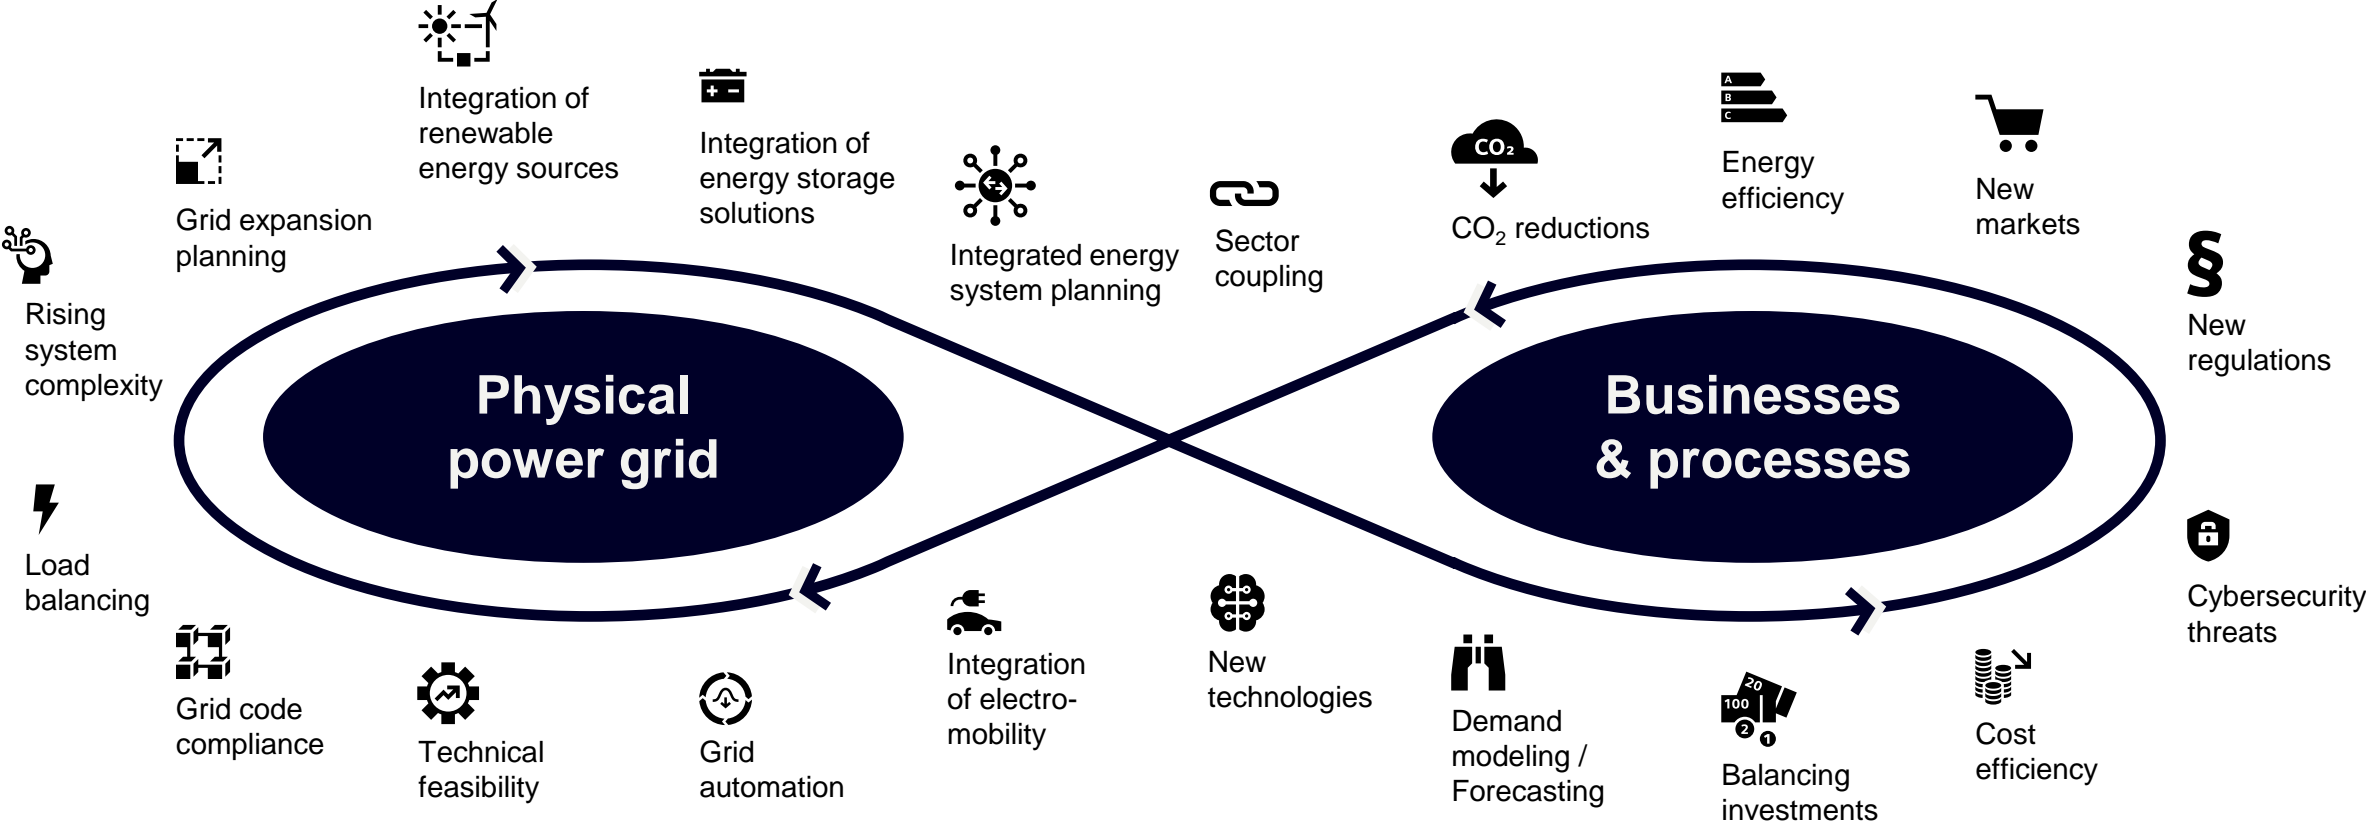 Integration of
renewable
energy sources
Integration of
energy storage
solutions
Grid expansion
planning
Rising
system
complexity
Integrated energy
system planning
Sector
coupling
CO₂
CO₂ reductions
A
B
C
Energy
efficiency
New
markets
§
New
regulations
Physical
power grid
Businesses
& processes
Load
balancing
Grid code
compliance
Technical
feasibility
Grid
automation
Integration
of electro-
mobility
New
technologies
Demand
modeling /
Forecasting
20
100
2
1
Balancing
investments
Cost
efficiency
Cybersecurity
threats